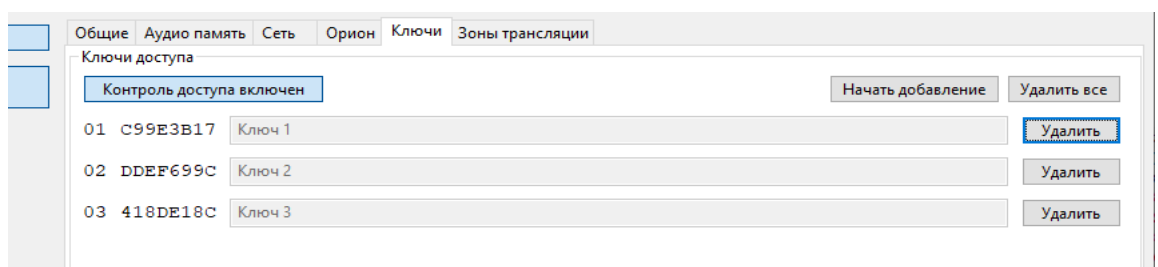 Общие Аудио память Сеть Орион Ключи Зоны трансляции
Ключи доступа
Контроль доступа включен Начать добавление Удалить все
01 C99E3B17 Ключ 1 Удалить
02 DDEF699C Ключ 2 Удалить
03 418DE18C Ключ 3 Удалить